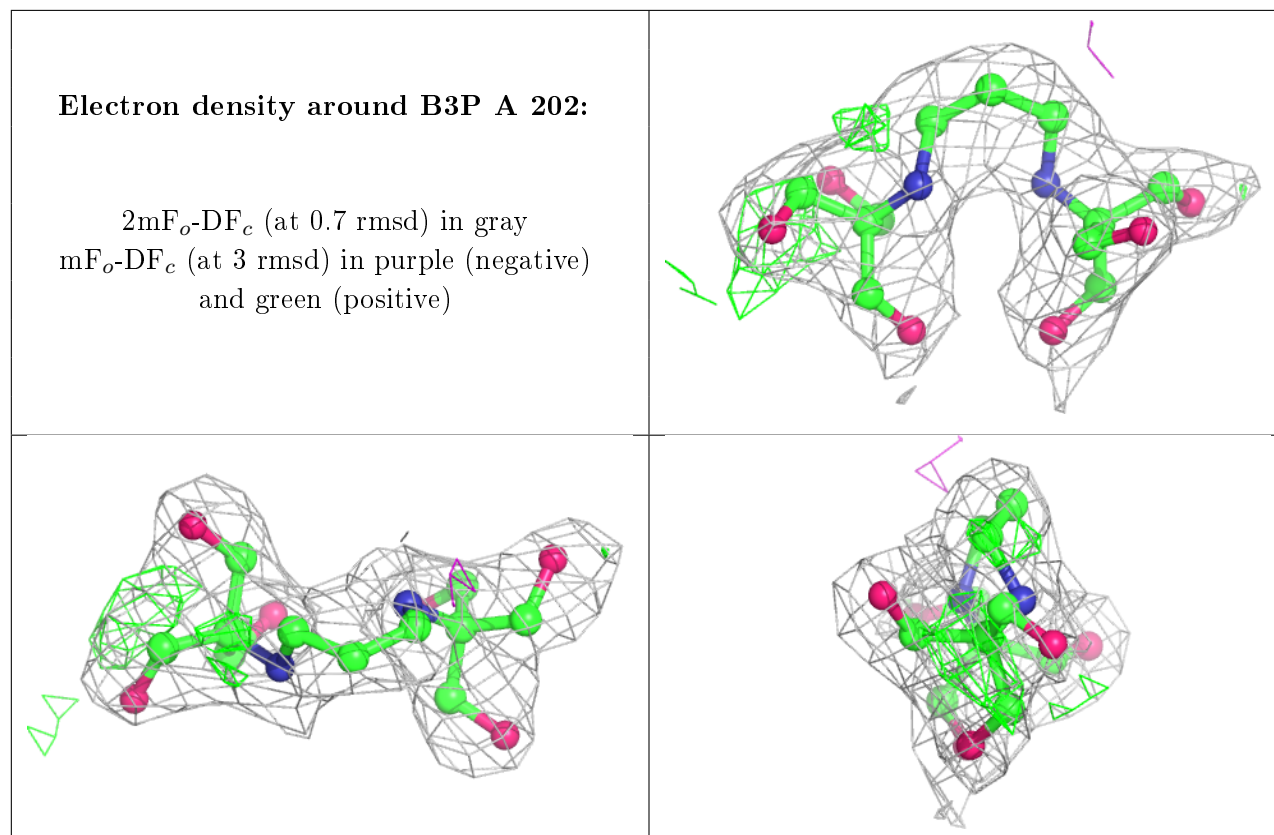 Electron density around B3P A 202:
2mFo-DFc (at 0.7 rmsd) in gray
mFo-DFc (at 3 rmsd) in purple (negative)
and green (positive)